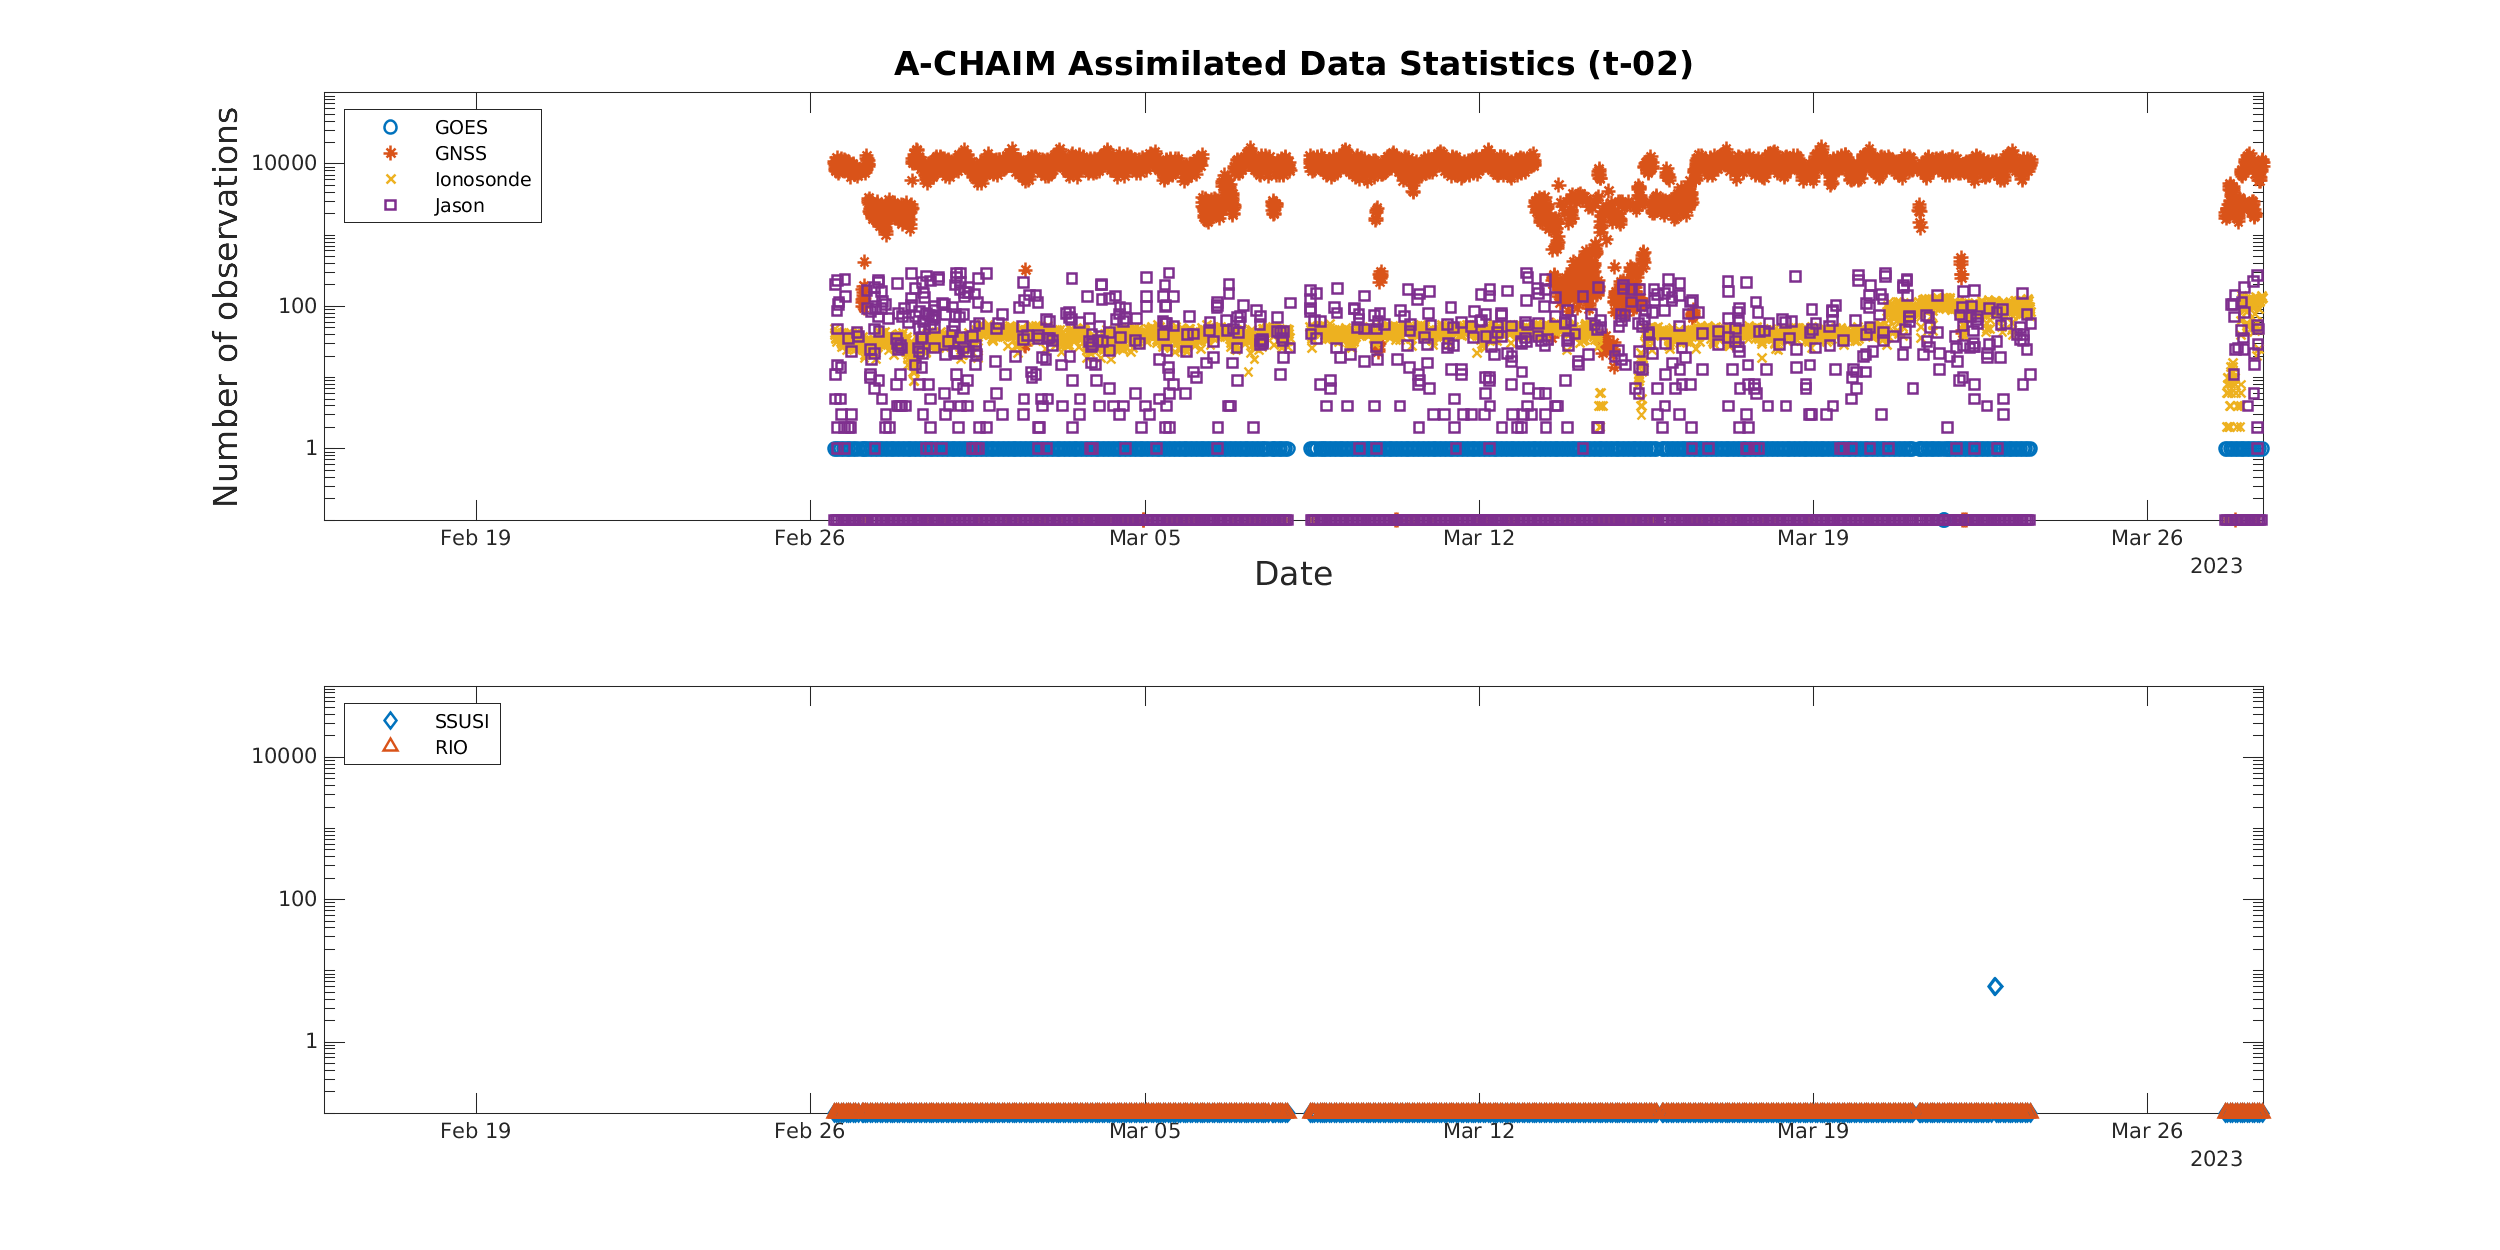 A-CHAIM Assimilated Data Statistics (t-02)
Number of observations
10000
100
1
GOES
GNSS
Ionosonde
Jason
Feb 19 Feb 26 Mar 05 Mar 12 Mar 19 Mar 26
2023
Date
10000
100
1
SSUSI
RIO
Feb 19 Feb 26 Mar 05 Mar 12 Mar 19 Mar 26
2023